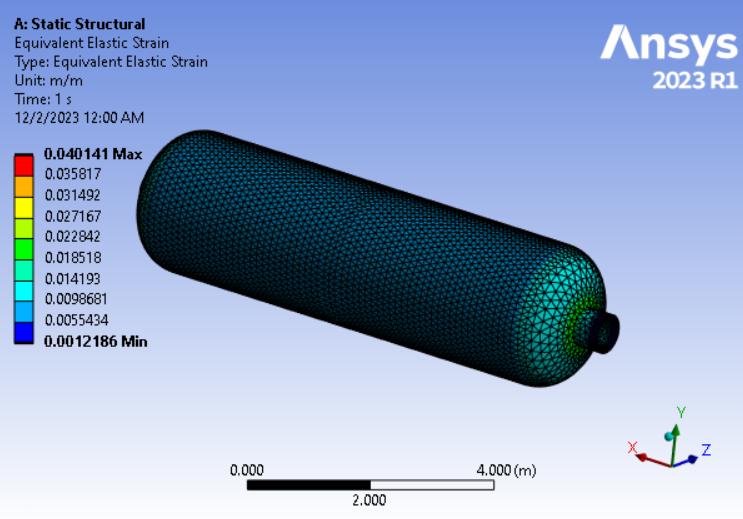 A: Static Structural
Equivalent Elastic Strain
Type: Equivalent Elastic Strain
Unit: m/m
Time: 1 s
12/2/2023 12:00 AM
Ansys
2023 R1
0.040141 Max
0.035817
0.031492
0.027167
0.022842
0.018518
0.014193
0.0098681
0.0055434
0.0012186 Min
Y
X
Z
0.000
4.000 (m)
2.000